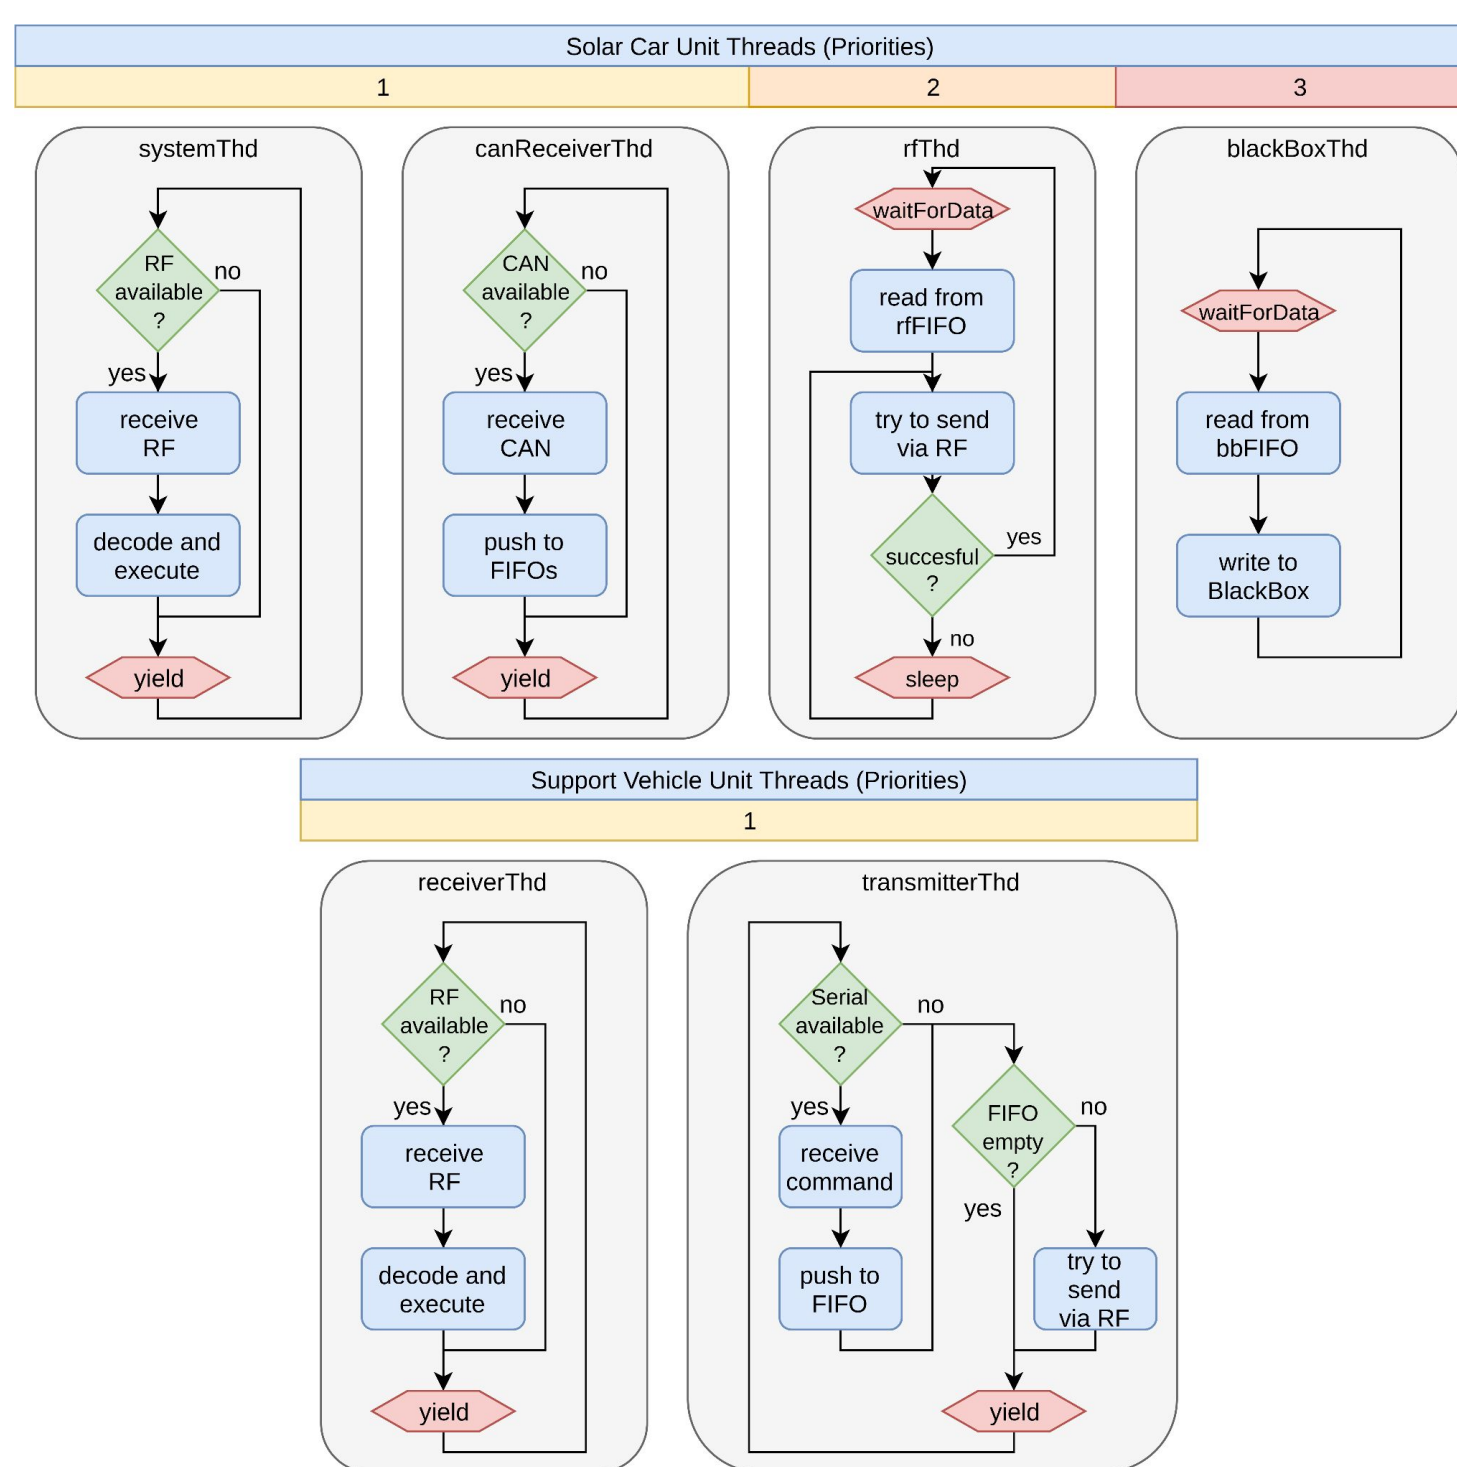 Solar Car Unit Threads (Priorities)
1
2
3
systemThd
RF
available
?
no
yes
receive
RF
decode and
execute
yield
canReceiverThd
CAN
available
?
no
yes
receive
CAN
push to
FIFOs
yield
rfThd
waitForData
read from
rfFIFO
try to send
via RF
succesful
?
yes
no
sleep
blackBoxThd
waitForData
read from
bbFIFO
write to
BlackBox
Support Vehicle Unit Threads (Priorities)
1
receiverThd
RF
available
?
no
yes
receive
RF
decode and
execute
yield
transmitterThd
Serial
available
?
no
yes
receive
command
push to
FIFO
FIFO
empty
?
no
yes
try to
send
via RF
yield